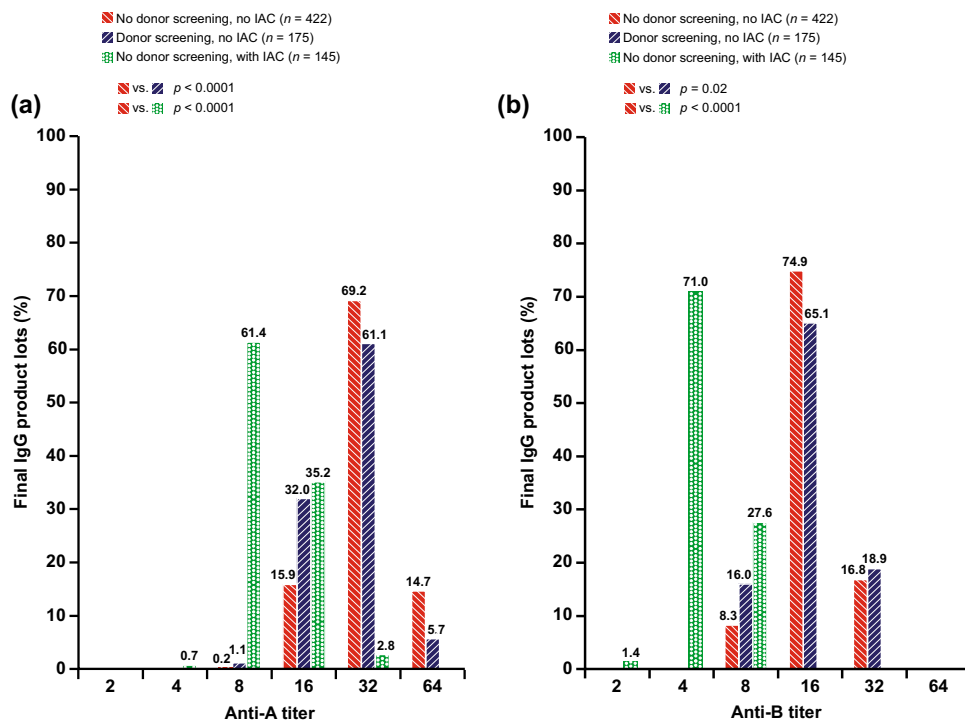 No donor screening, no IAC (n = 422)
Donor screening, no IAC (n = 175)
No donor screening, with IAC (n = 145)
vs. p < 0.0001
vs. p < 0.0001
(a)
Final IgG product lots (%)
100
90
80
70
60
50
40
30
20
10
0
0.7
0.2
1.1
61.4
15.9
32.0
35.2
69.2
61.1
2.8
14.7
5.7
2 4 8 16 32 64
Anti-A titer
No donor screening, no IAC (n = 422)
Donor screening, no IAC (n = 175)
No donor screening, with IAC (n = 145)
vs. p = 0.02
vs. p < 0.0001
(b)
Final IgG product lots (%)
100
90
80
70
60
50
40
30
20
10
0
1.4
71.0
8.3
16.0
27.6
74.9
65.1
16.8
18.9
2 4 8 16 32 64
Anti-B titer